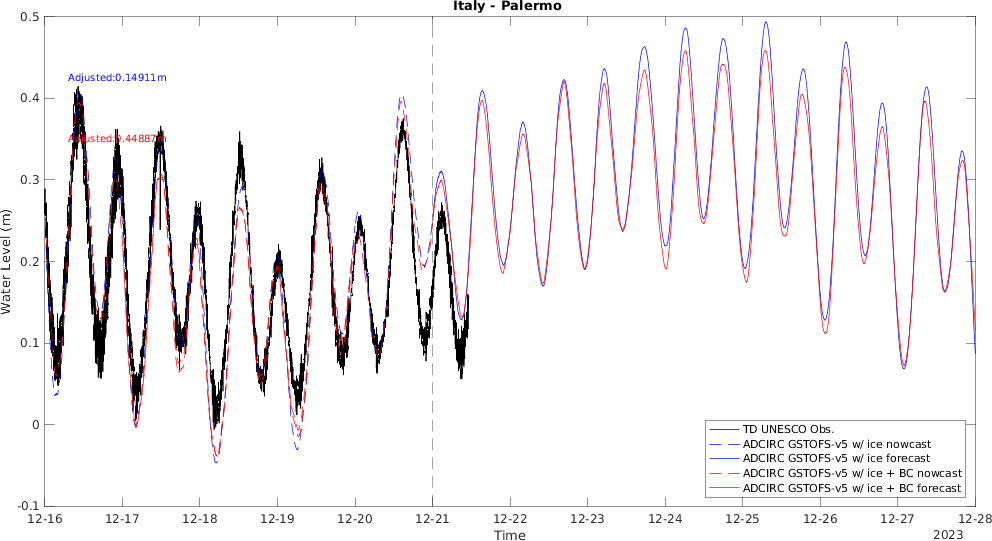 Italy - Palermo
0.5
0.4
0.3
0.2
0.1
0
-0.1
Water Level (m)
Adjusted:0.14911m
Adjusted:0.44887m
TD UNESCO Obs.
ADCIRC GSTOFS-v5 w/ ice nowcast
ADCIRC GSTOFS-v5 w/ ice forecast
ADCIRC GSTOFS-v5 w/ ice + BC nowcast
ADCIRC GSTOFS-v5 w/ ice + BC forecast
12-16 12-17 12-18 12-19 12-20 12-21 12-22 12-23 12-24 12-25 12-26 12-27 12-28
Time
2023